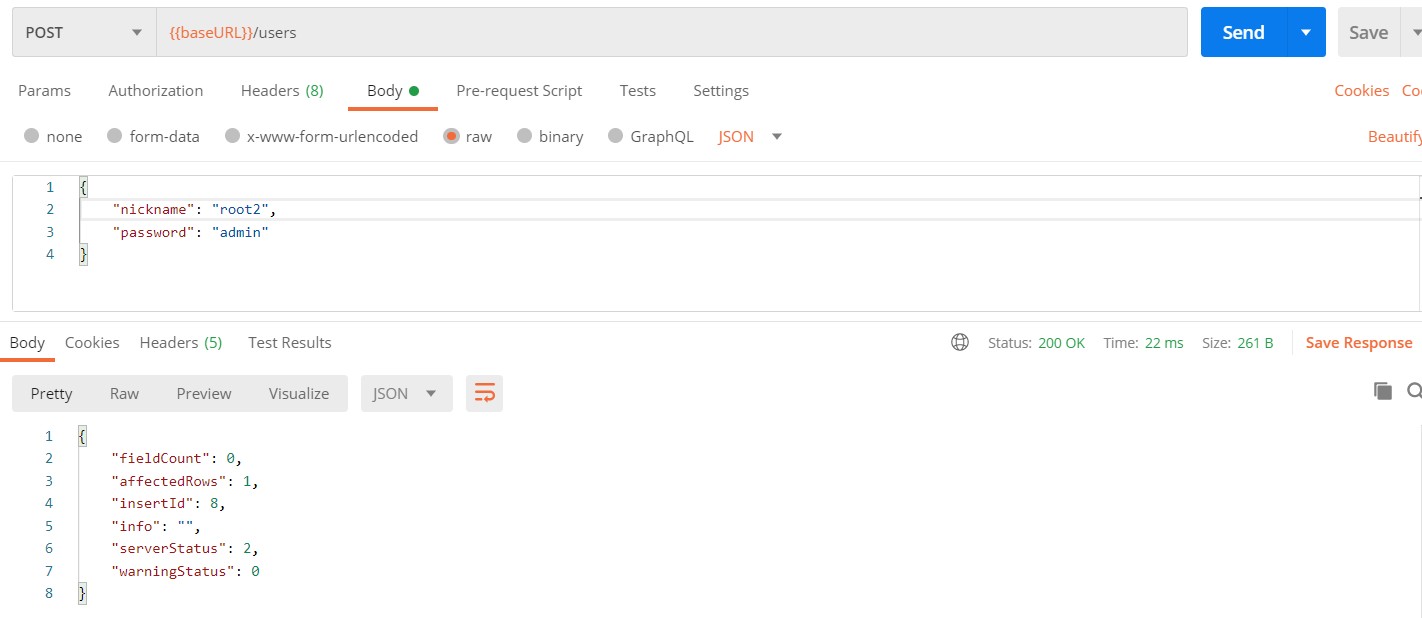 POST {{baseURL}}/users Send Save
Params Authorization Headers (8) Body Pre-request Script Tests Settings Cookies Co
none form-data x-www-form-urlencoded raw binary GraphQL JSON Beautify
1 {
2 "nickname": "root2",
3 "password": "admin"
4 }
Body Cookies Headers (5) Test Results Status: 200 OK Time: 22 ms Size: 261 B Save Response
Pretty Raw Preview Visualize JSON
1 {
2 "fieldCount": 0,
3 "affectedRows": 1,
4 "insertId": 8,
5 "info": "",
6 "serverStatus": 2,
7 "warningStatus": 0
8 }